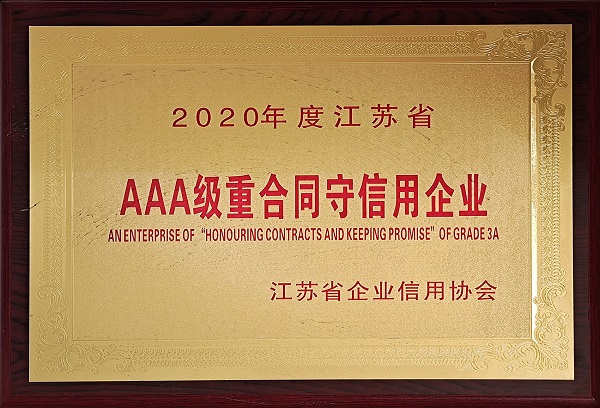 2020年度江苏省
AAA级重合同守信用企业
AN ENTERPRISE OF “HONOURING CONTRACTS AND KEEPING PROMISE” OF GRADE 3A
江苏省企业信用协会